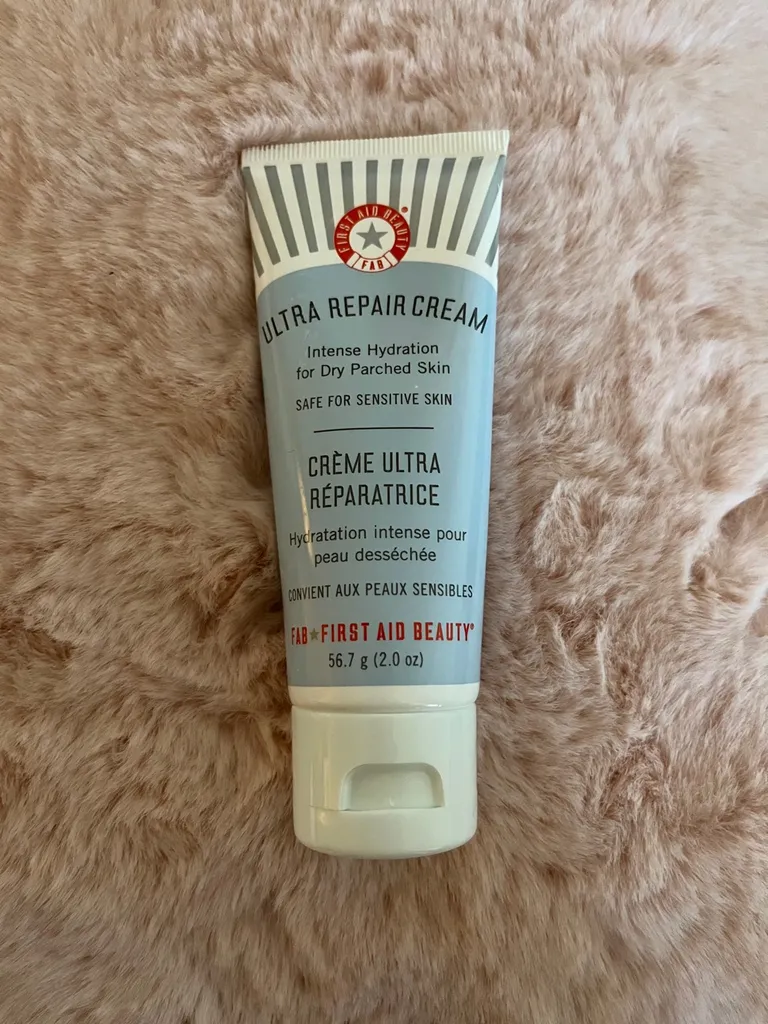 FIRST AID BEAUTY®
FAB
ULTRA REPAIR CREAM
Intense Hydration
for Dry Parched Skin
SAFE FOR SENSITIVE SKIN
CRÈME ULTRA
RÉPARATRICE
Hydratation intense pour
peau desséchée
CONVIENT AUX PEAUX SENSIBLES
FAB★FIRST AID BEAUTY®
56.7 g (2.0 oz)